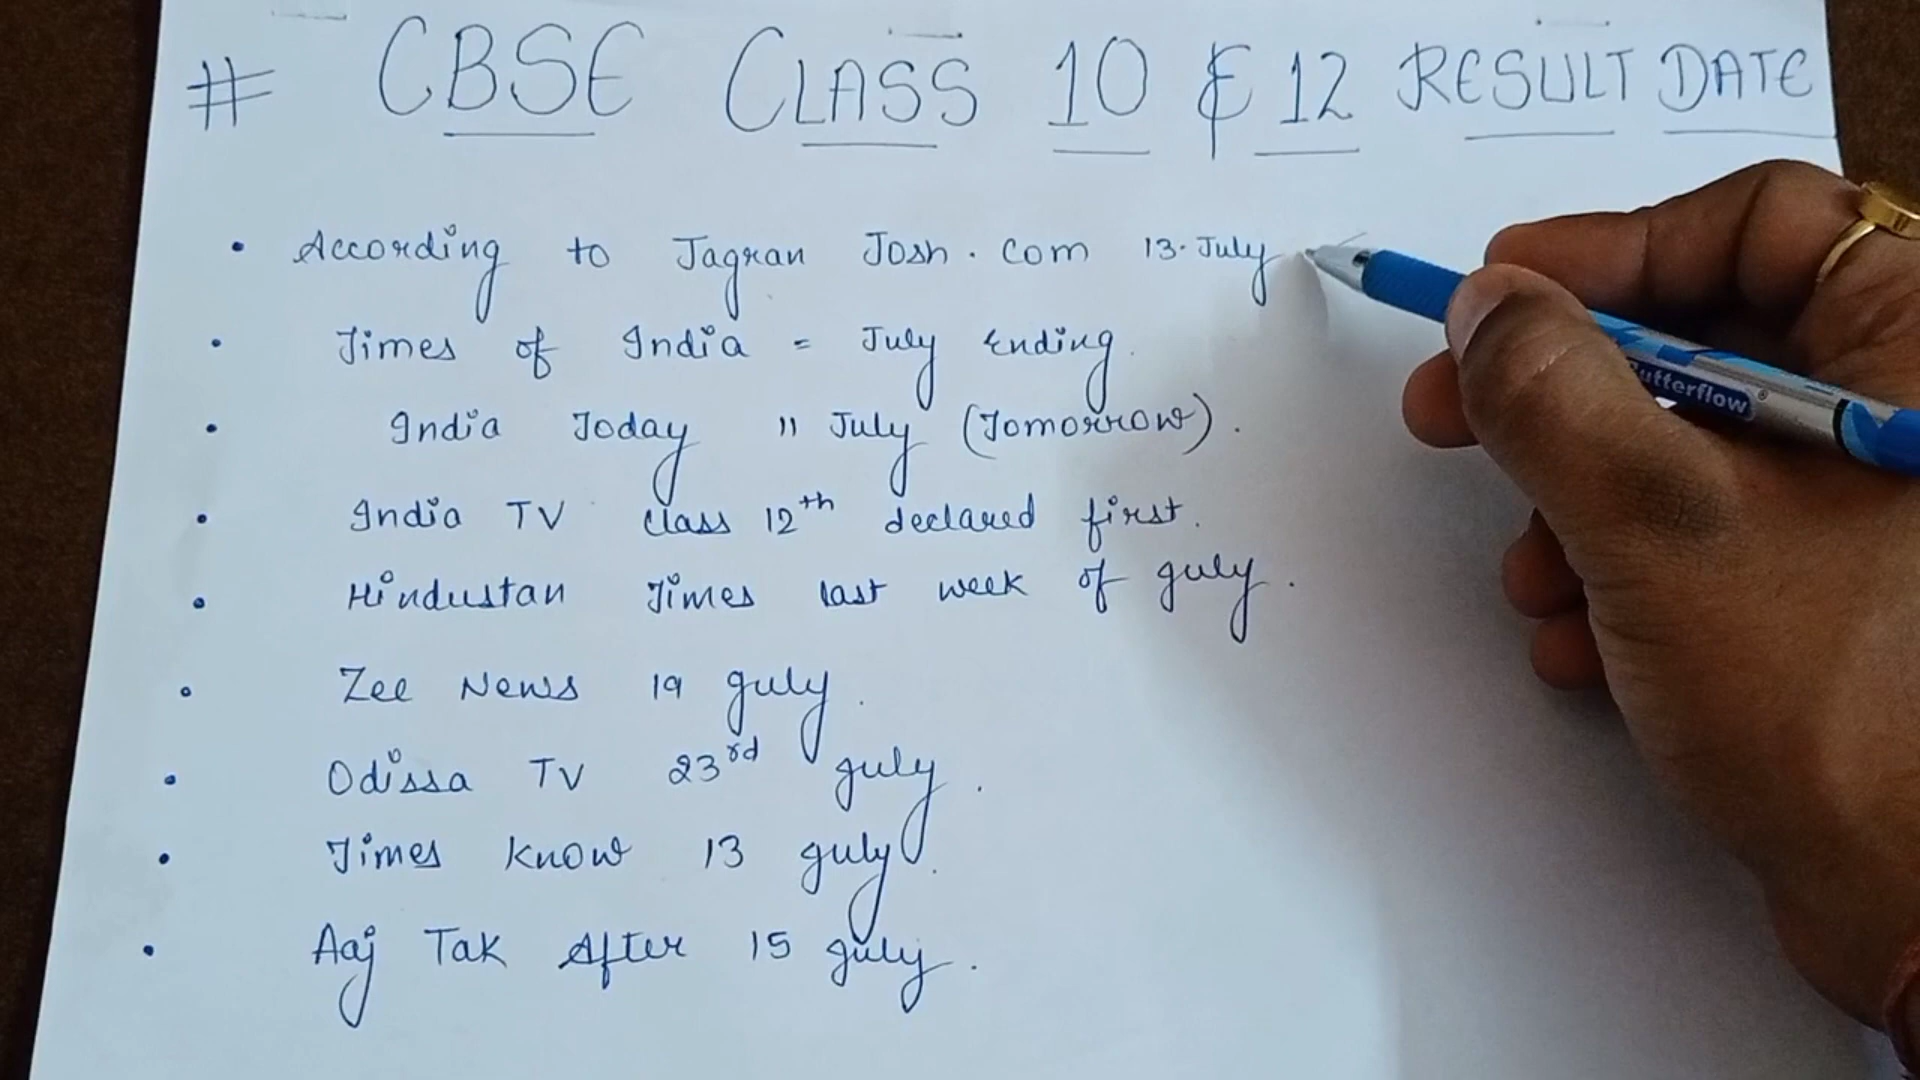 # CBSE CLASS 10 & 12 RESULT DATE
• According to Jagran Josh.com 13. July
• Times of India = July Ending.
• India Today 11 July (Tomorrow).
• India TV class 12th declared first.
• Hindustan Times last week of July.
• Zee News 19 July.
• Odissa TV 23rd July.
• Times Know 13 July.
• Aaj Tak After 15 July.
utterflow®